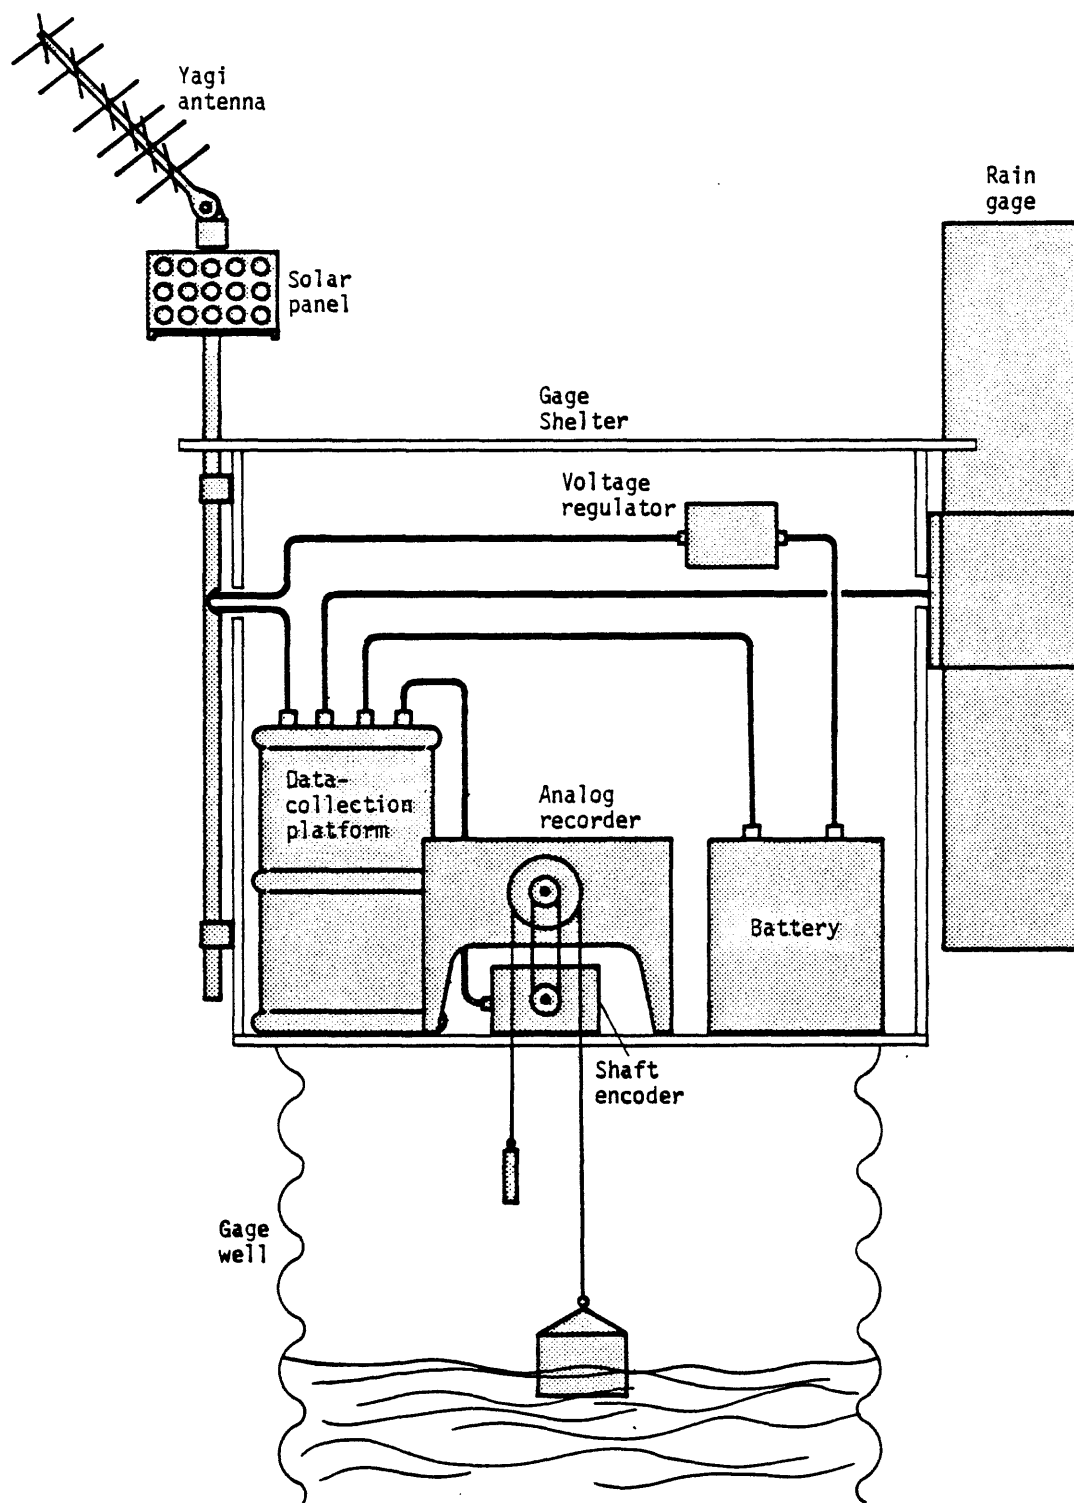 Yagi
antenna
Rain
gage
Solar
panel
Gage
Shelter
Voltage
regulator
Data-
collection
platform
Analog
recorder
Battery
Shaft
encoder
Gage
well